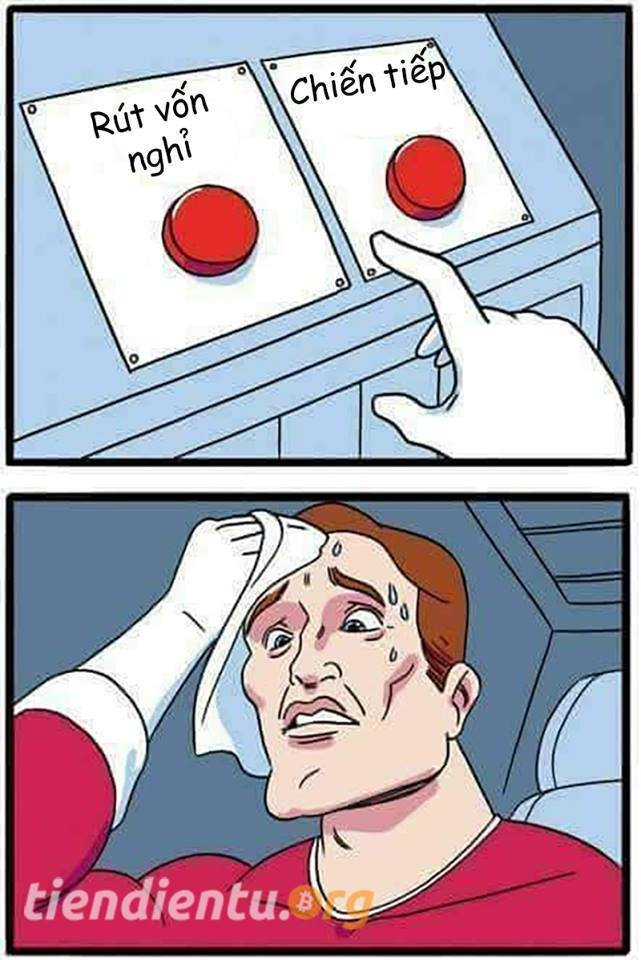 Rút vốn
nghỉ
Chiến tiếp
tiendientu.org